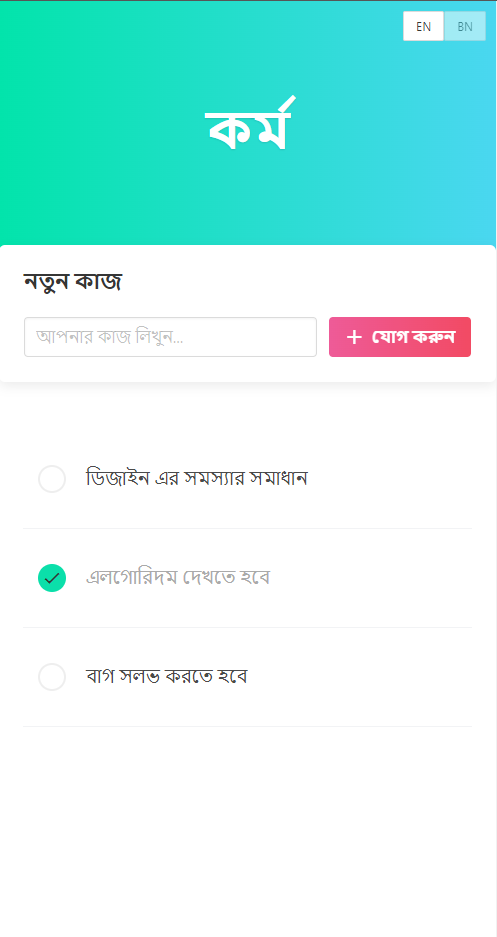 EN BN
কর্ম
নতুন কাজ
আপনার কাজ লিখুন...
+ যোগ করুন
ডিজাইন এর সমস্যার সমাধান
এলগোরিদম দেখতে হবে
বাগ সলভ করতে হবে